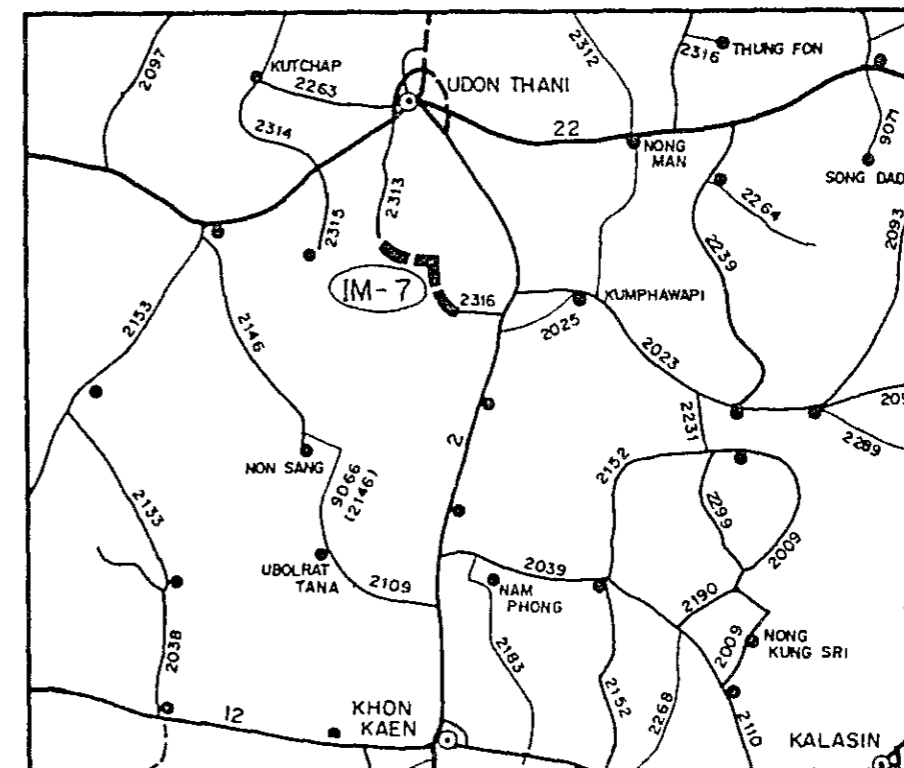 2097
KUTCHAP
2263
2314
2315
UDON THANI
2312
2316
THUNG FON
22
NONG
MAN
9071
SONG DAO
2264
2239
2093
2313
IM-7
2316
KUMPHAWAPI
2025
2023
2153
2146
2231
2289
NON SANG
9066
(2146)
2
2152
2299
2009
2133
UBOLRAT
TANA
2109
2039
NAM
PHONG
2190
2009
NONG
KUNG SRI
2038
2183
2152
2268
2110
12
KHON
KAEN
KALASIN